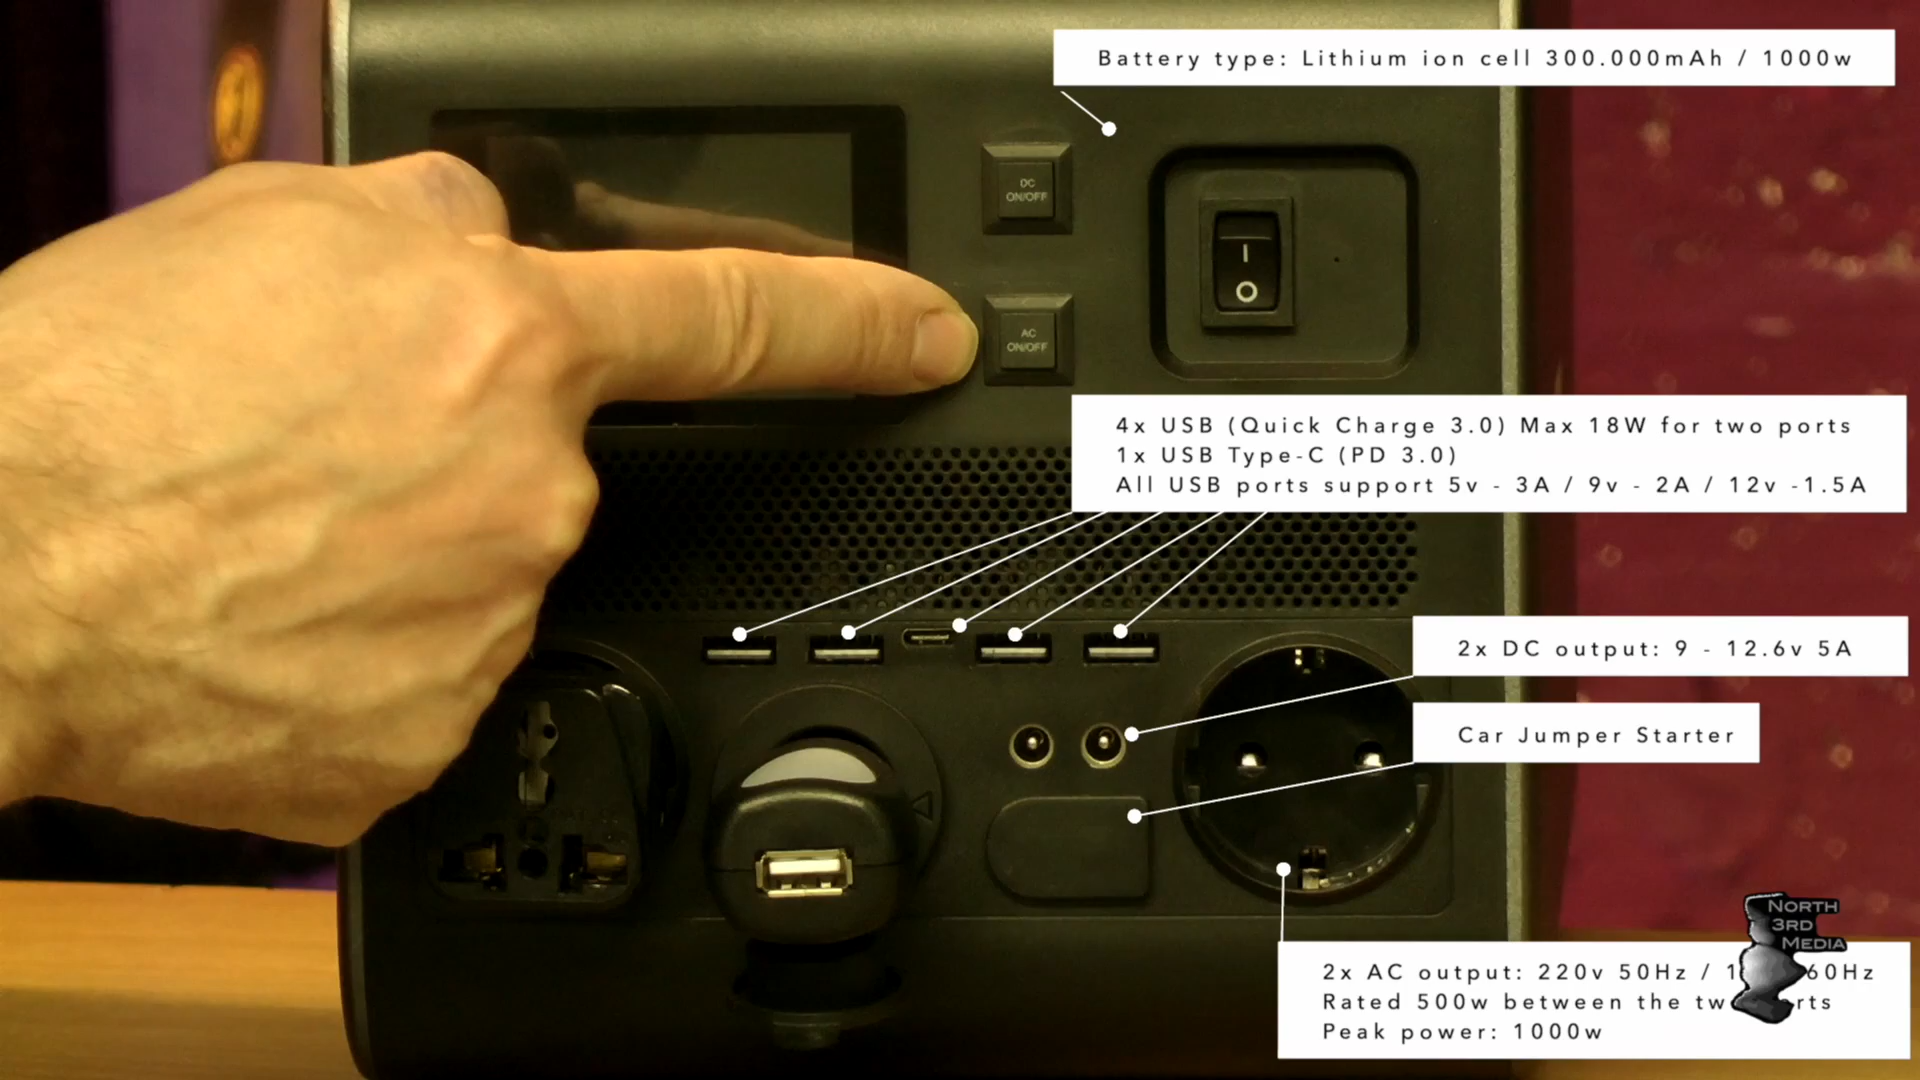 Battery type: Lithium ion cell 300.000mAh / 1000w
DC
ON/OFF
AC
ON/OFF
4x USB (Quick Charge 3.0) Max 18W for two ports
1x USB Type-C (PD 3.0)
All USB ports support 5v - 3A / 9v - 2A / 12v -1.5A
2x DC output: 9 - 12.6v 5A
Car Jumper Starter
North
3rd
Media
2x AC output: 220v 50Hz / 60Hz
Rated 500w between the
Peak power: 1000w